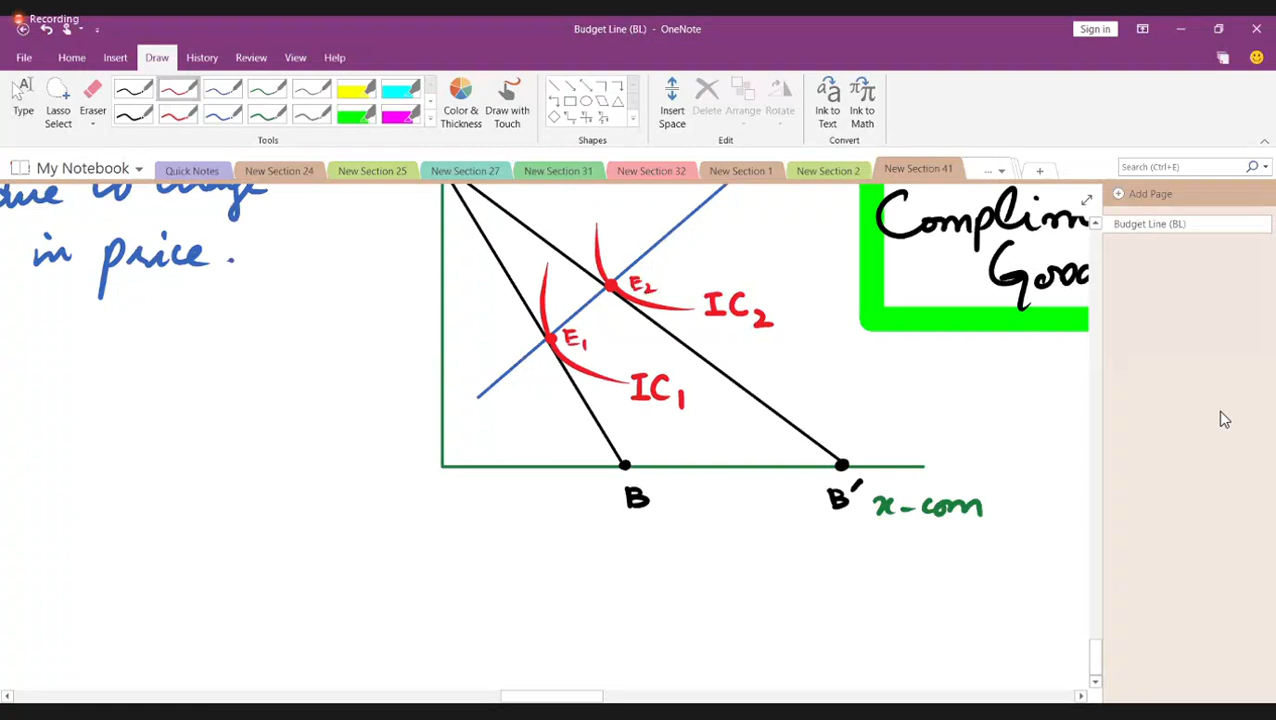 Recording
Budget Line (BL) - OneNote
Sign in
File Home Insert Draw History Review View Help
Type
Lasso Select
Eraser
Color & Thickness
Draw with Touch
Insert Space
Delete
Arrange
Rotate
Ink to Text
Ink to Math
Tools
Shapes
Edit
Convert
My Notebook
Quick Notes
New Section 24
New Section 25
New Section 27
New Section 31
New Section 32
New Section 1
New Section 2
New Section 41
...
Search (Ctrl+E)
Add Page
Budget Line (BL)
due to
in price.
Complim
Good
E2
IC2
E1
IC1
B
B'
x-com